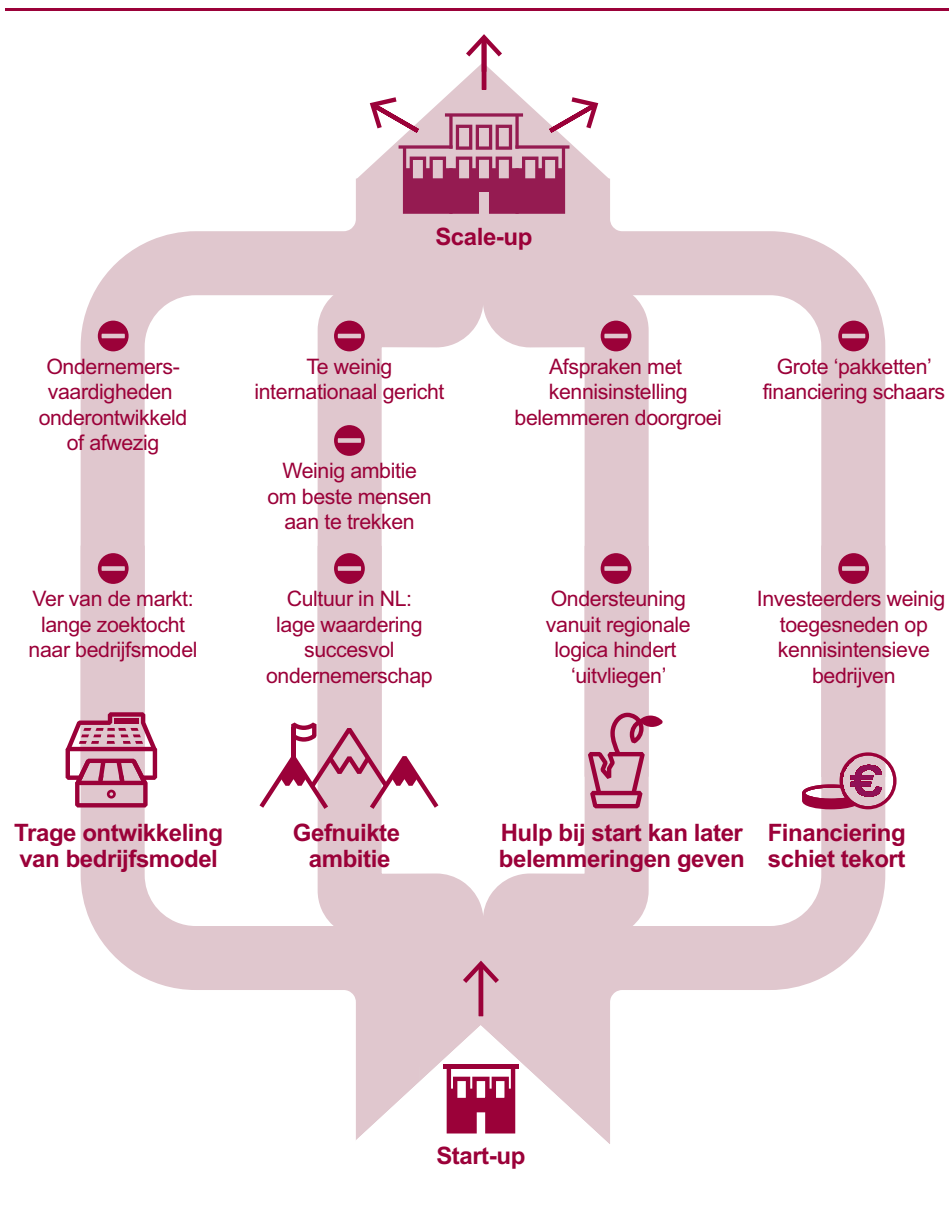 Scale-up
Ondernemers-
vaardigheden
onderontwikkeld
of afwezig
Te weinig
internationaal gericht
Afspraken met
kennisinstelling
belemmeren doorgroei
Grote ‘pakketten’
financiering schaars
Weinig ambitie
om beste mensen
aan te trekken
Ver van de markt:
lange zoektocht
naar bedrijfsmodel
Cultuur in NL:
lage waardering
succesvol
ondernemerschap
Ondersteuning
vanuit regionale
logica hindert
‘uitvliegen’
Investeerders weinig
toegesneden op
kennisintensieve
bedrijven
€
Trage ontwikkeling
van bedrijfsmodel
Gefnuikte
ambitie
Hulp bij start kan later
belemmeringen geven
Financiering
schiet tekort
Start-up